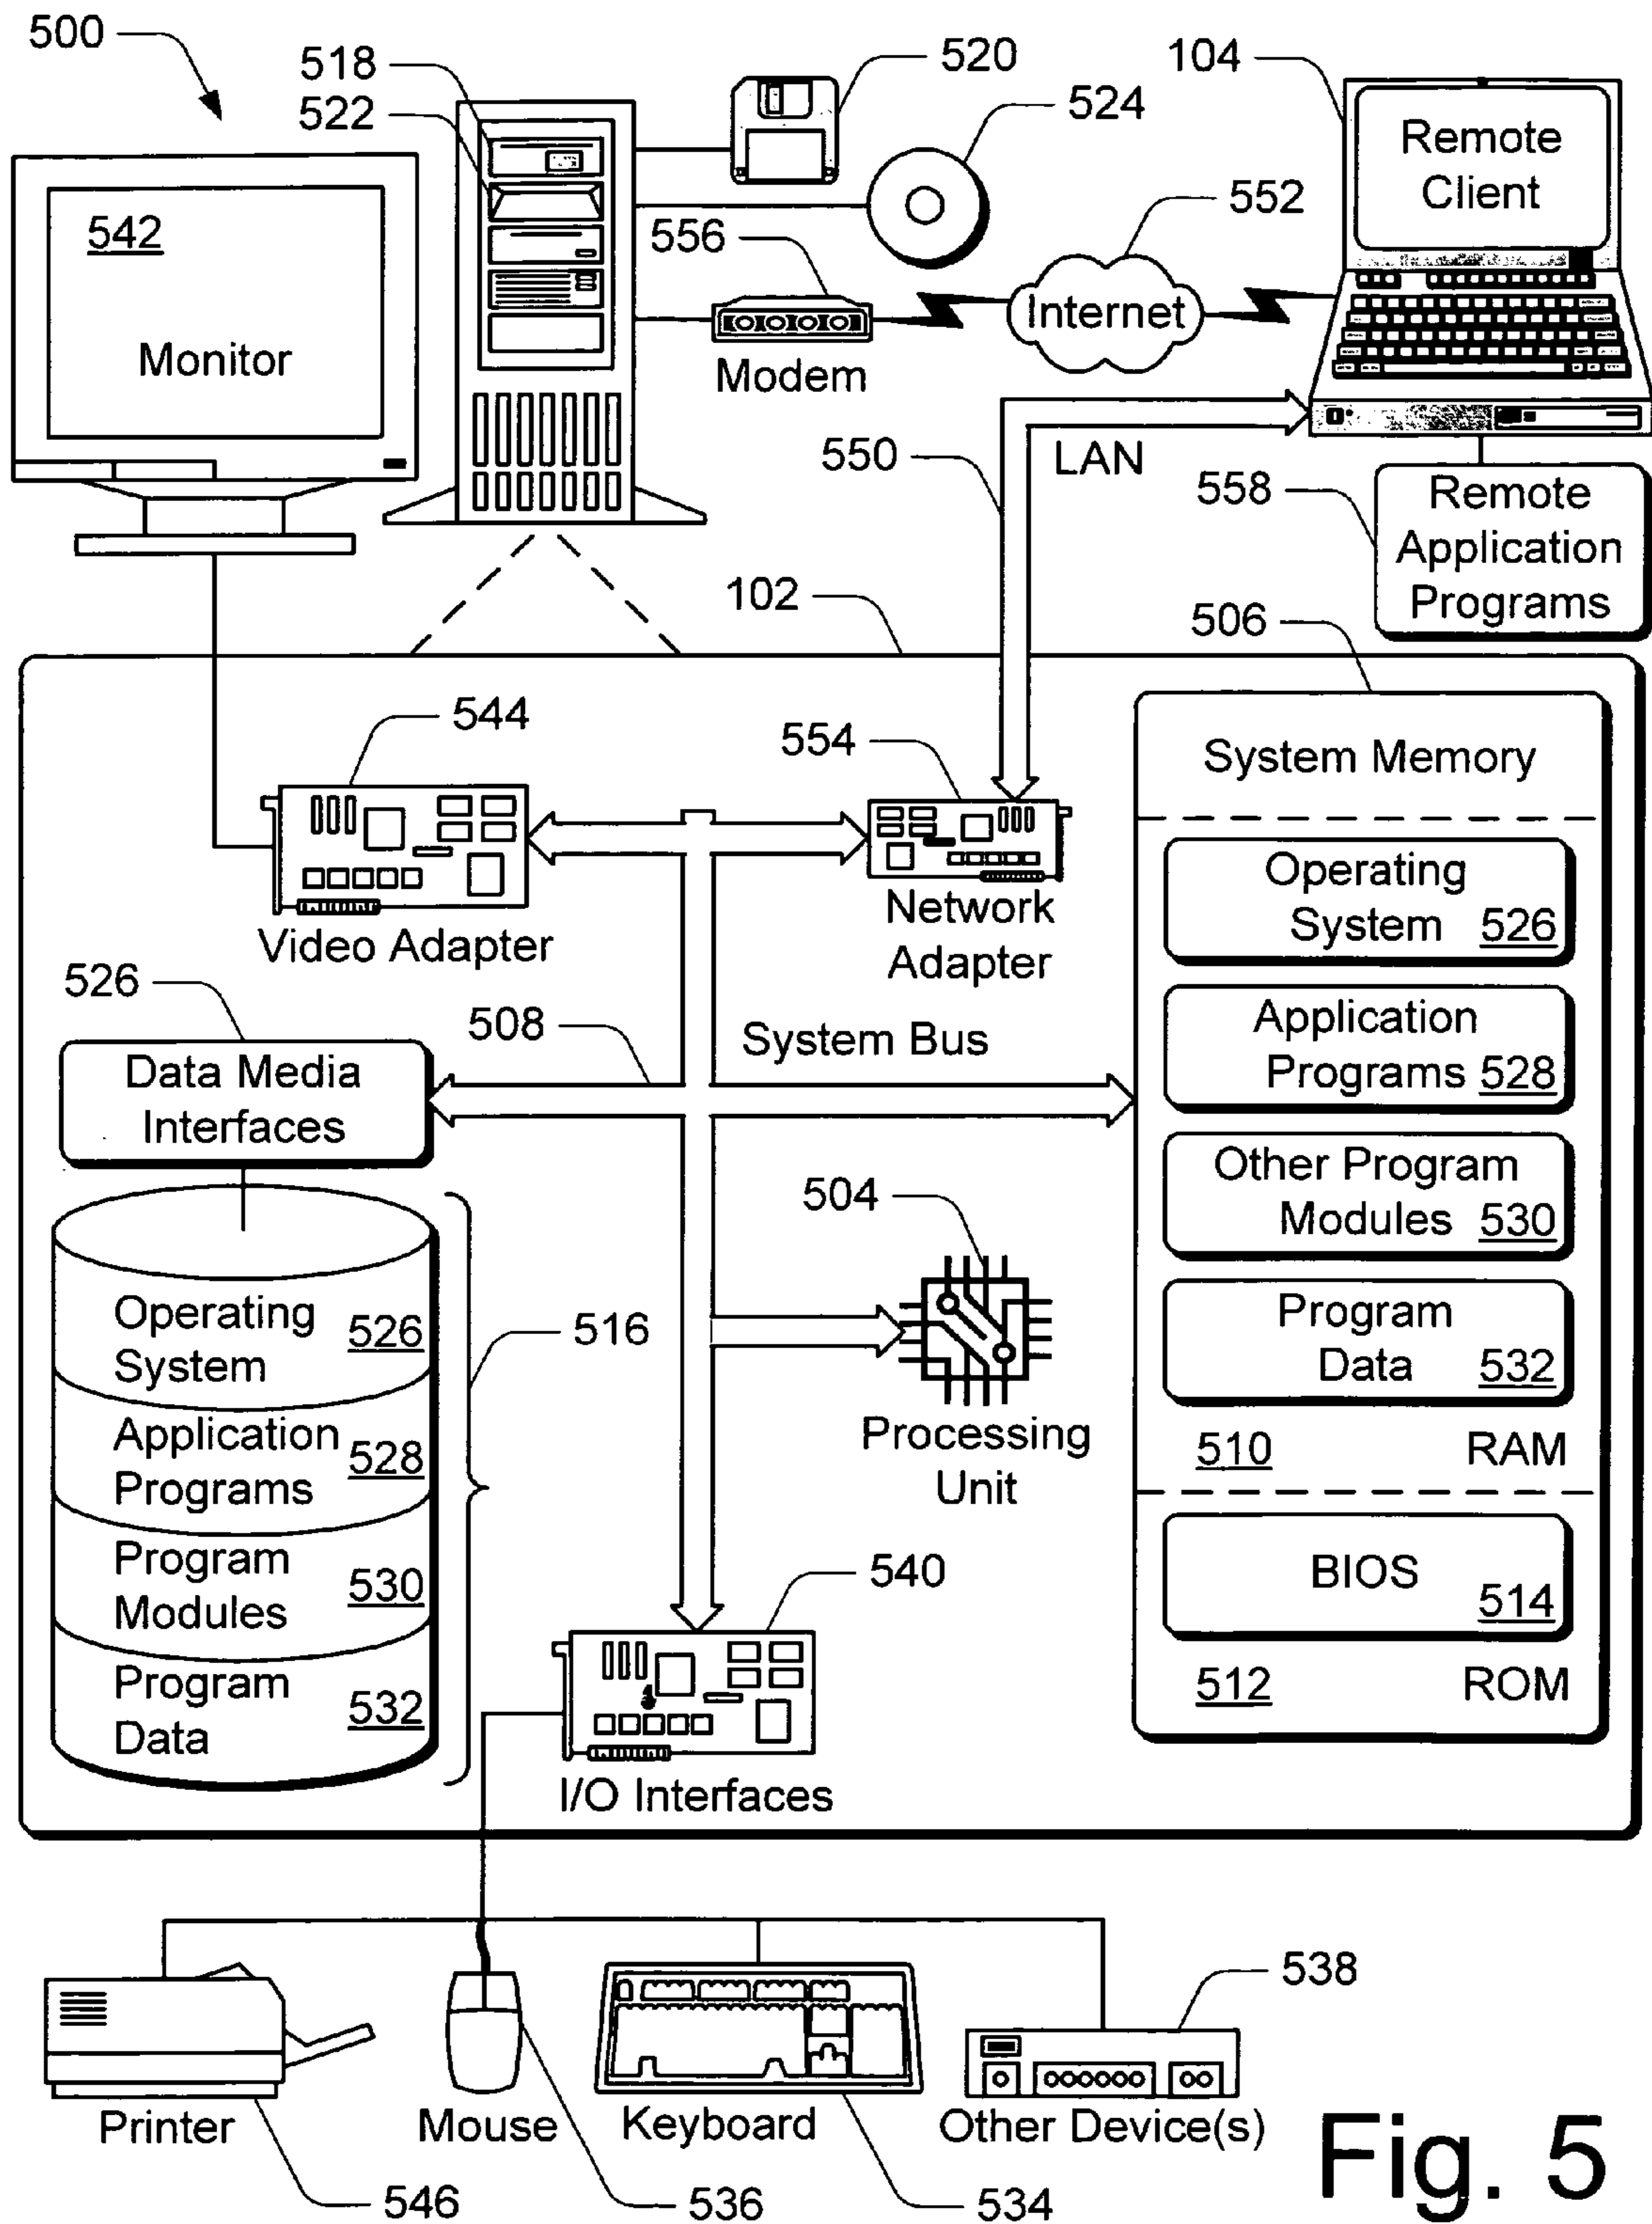 500
518
522
520
524
104
Remote
Client
542
Monitor
556
Modem
552
Internet
550
LAN
558
Remote
Application
Programs
102
506
544
554
System Memory
Video Adapter
Network
Adapter
Operating
System 526
526
508
System Bus
Application
Programs 528
Data Media
Interfaces
Other Program
Modules 530
504
Processing
Unit
Program
Data 532
510 RAM
BIOS
514
512 ROM
Operating
System 526
516
Application
Programs 528
Program
Modules 530
Program
Data 532
540
I/O Interfaces
538
Printer
Mouse
Keyboard
Other Device(s)
546
536
534
Fig. 5